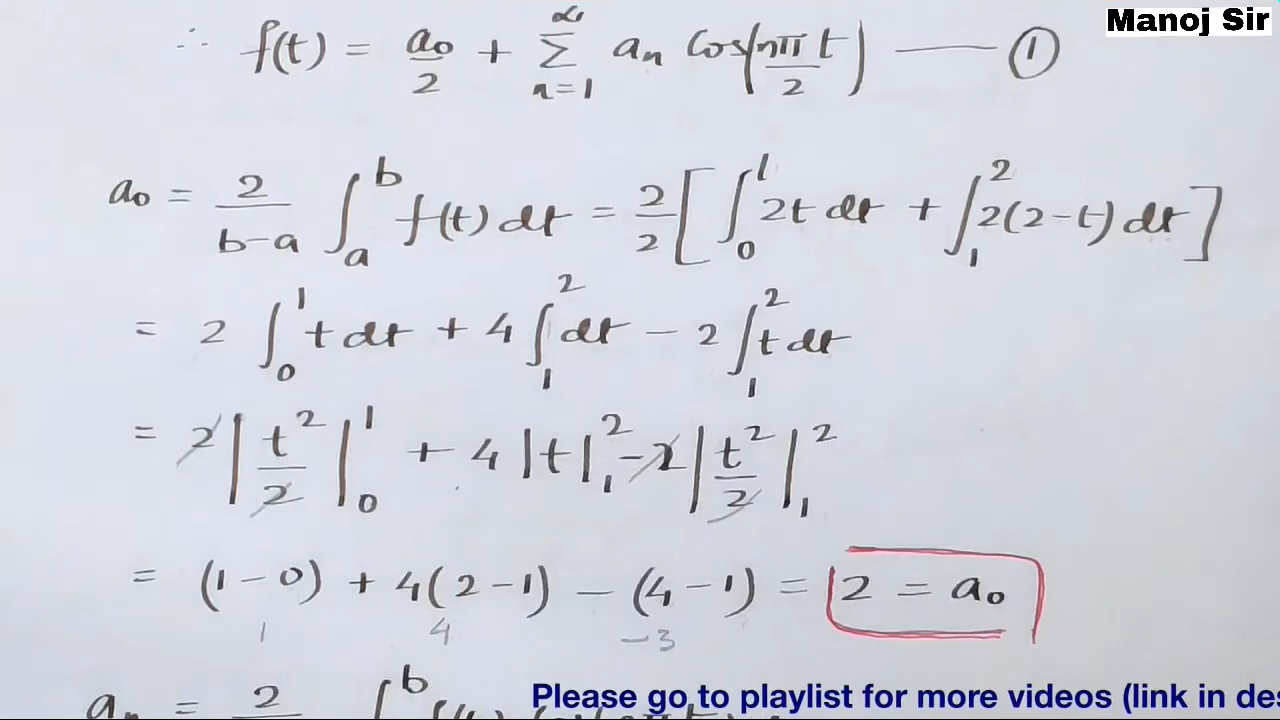 Manoj Sir
∴ f(t) = a₀/2 + ∑_{n=1}^{∞} aₙ Cos(nπt/2) —— ①
a₀ = 2/(b-a) ∫_a^b f(t) dt = 2/2 [ ∫_0^1 2t dt + ∫_1^2 2(2-t) dt ]
= 2 ∫_0^1 t dt + 4 ∫_1^2 dt - 2 ∫_1^2 t dt
= 2 |t²/2|_0^1 + 4 |t|_1^2 - 2 |t²/2|_1^2
= (1-0) + 4(2-1) - (4-1) = 2 = a₀
1 4 -3
aₙ = 2 ∫ b
Please go to playlist for more videos (link in des